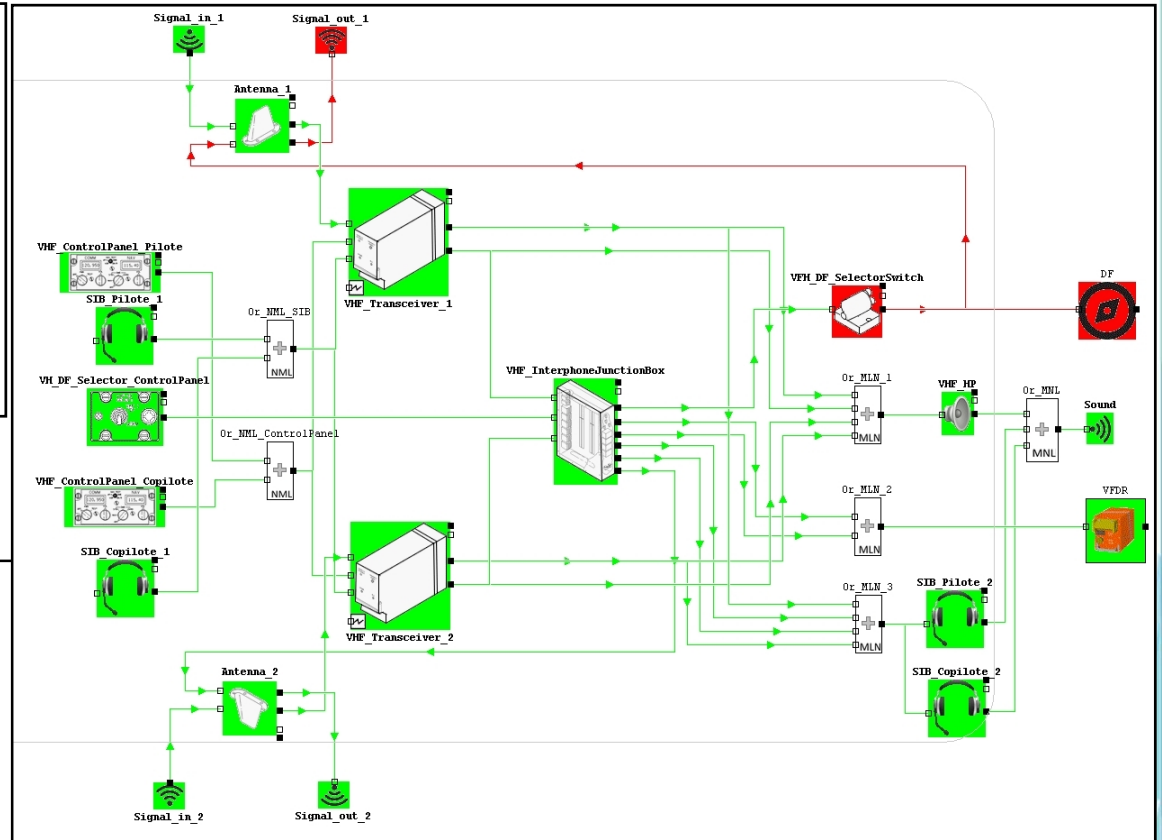 Signal_in_1
Signal_out_1
Antenna_1
VHF_ControlPanel_Pilote
SIB_Pilote_1
Or_NML_SIB
NML
VHF_Transceiver_1
VFH_DF_SelectorSwitch
DF
VH_DF_Selector_ControlPanel
VHF_InterphoneJunctionBox
Or_MLN_1
MLN
VHF_HP
Or_MNL
MNL
Sound
Or_NML_ControlPanel
NML
VHF_ControlPanel_Copilote
Or_MLN_2
MLN
VFDR
SIB_Copilote_1
VHF_Transceiver_2
Or_MLN_3
MLN
SIB_Pilote_2
Antenna_2
SIB_Copilote_2
Signal_in_2
Signal_out_2